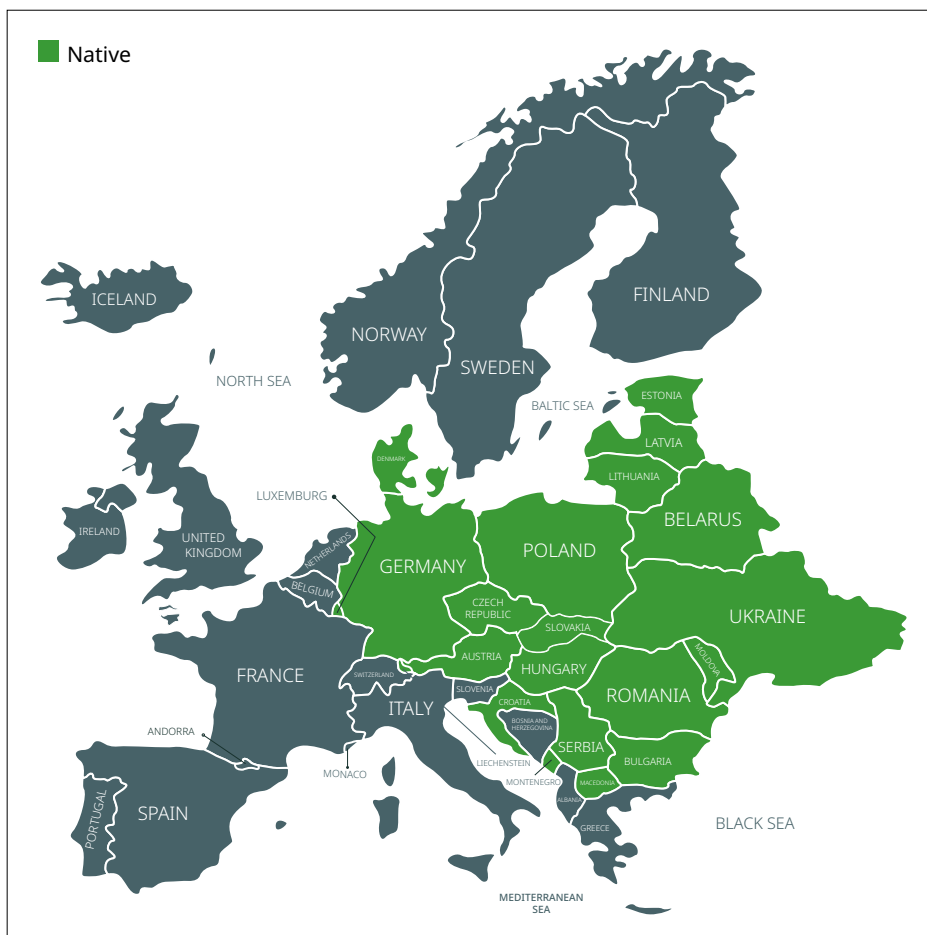 Native
ICELAND
NORWAY
FINLAND
SWEDEN
NORTH SEA
BALTIC SEA
ESTONIA
LATVIA
LITHUANIA
DENMARK
LUXEMBURG
BELARUS
IRELAND
UNITED
KINGDOM
NETHERLANDS
BELGIUM
GERMANY
POLAND
CZECH
REPUBLIC
SLOVAKIA
UKRAINE
FRANCE
SWITZERLAND
AUSTRIA
HUNGARY
MOLDOVA
SLOVENIA
ITALY
CROATIA
ROMANIA
BOSNIA AND
HERZEGOVINA
SERBIA
ANDORRA
MONACO
LIECHENSTEIN
MONTENEGRO
BULGARIA
MACEDONIA
ALBANIA
PORTUGAL
SPAIN
GREECE
BLACK SEA
MEDITERRANEAN
SEA